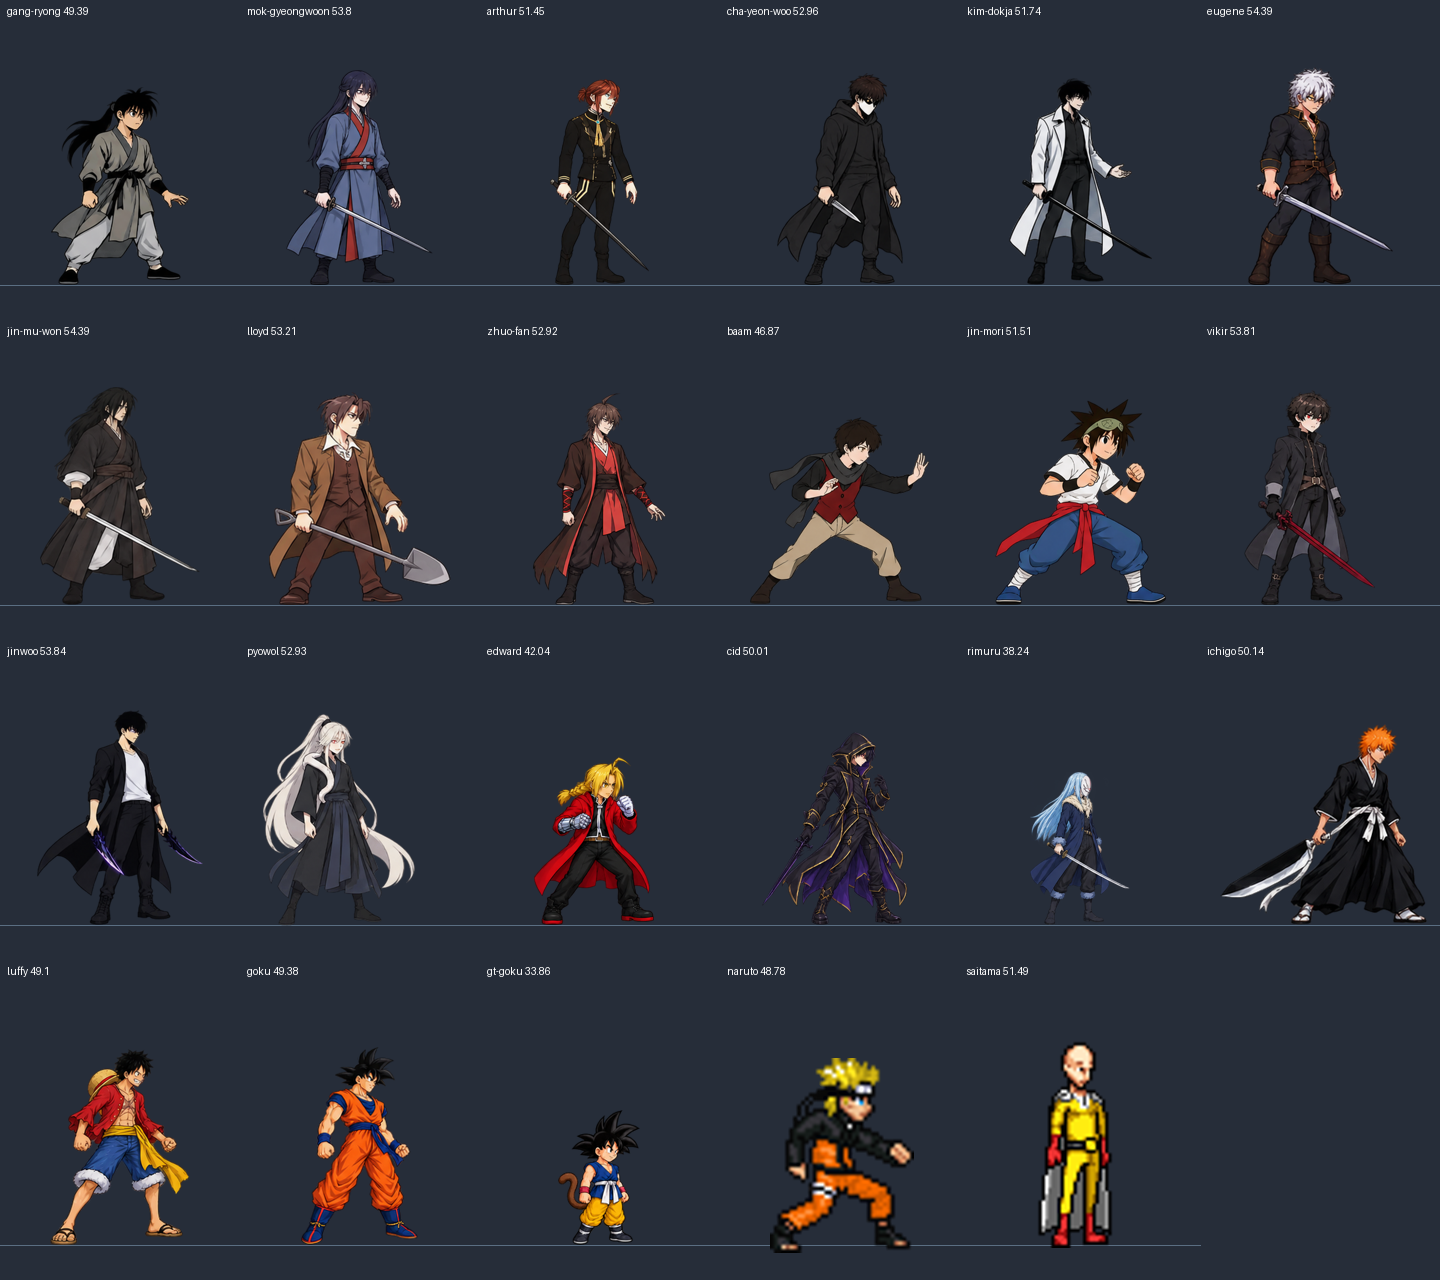 gang-ryong 49.39
mok-gyeongwoon 53.8
arthur 51.45
cha-yeon-woo 52.96
kim-dokja 51.74
eugene 54.39
jin-mu-won 54.39
lloyd 53.21
zhuo-fan 52.92
baam 46.87
jin-mori 51.51
vikir 53.81
jinwoo 53.84
pyowol 52.93
edward 42.04
cid 50.01
rimuru 38.24
ichigo 50.14
luffy 49.1
goku 49.38
gt-goku 33.86
naruto 48.78
saitama 51.49